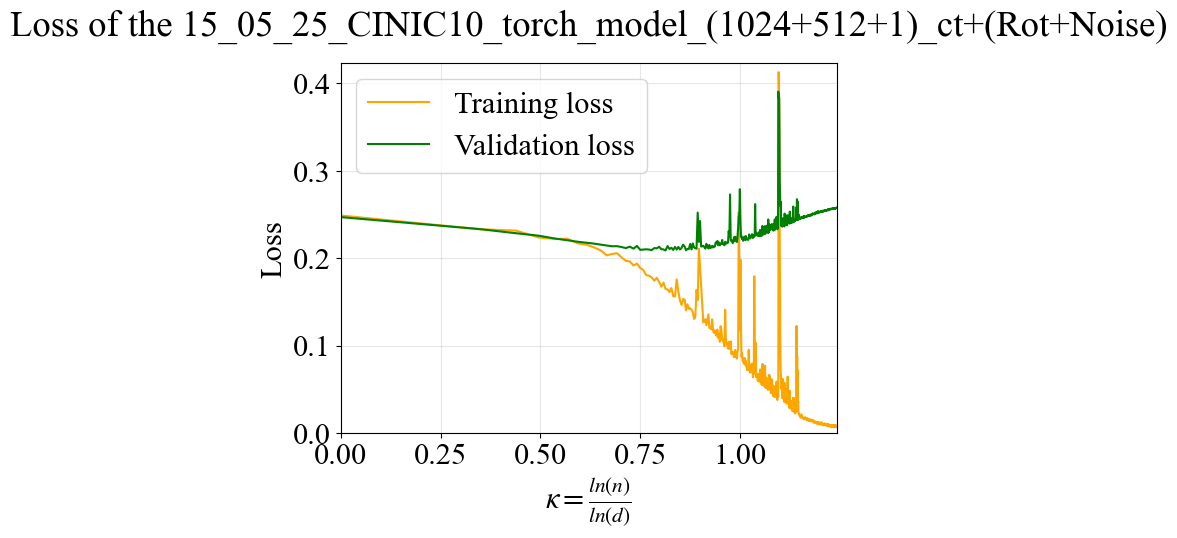 Loss of the 15_05_25_CINIC10_torch_model_(1024+512+1)_ct+(Rot+Noise)
Training loss
Validation loss
Loss
0.4
0.3
0.2
0.1
0.0
0.00 0.25 0.50 0.75 1.00
κ = ln(n)/ln(d)